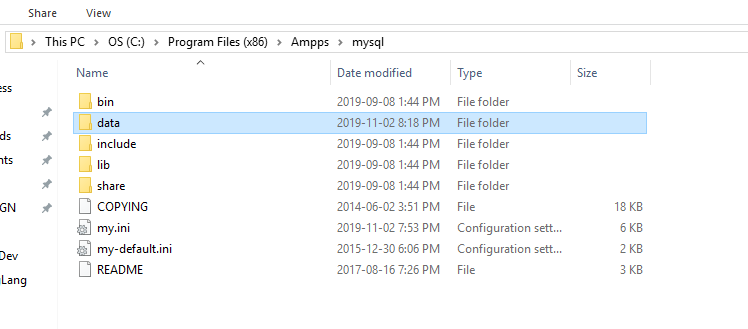 Share View
This PC > OS (C:) > Program Files (x86) > Ampps > mysql
Name Date modified Type Size
ess
bin 2019-09-08 1:44 PM File folder
data 2019-11-02 8:18 PM File folder
ds
include 2019-09-08 1:44 PM File folder
nts
lib 2019-09-08 1:44 PM File folder
share 2019-09-08 1:44 PM File folder
GN
COPYING 2014-06-02 3:51 PM File 18 KB
my.ini 2019-11-02 7:53 PM Configuration sett... 6 KB
my-default.ini 2015-12-30 6:06 PM Configuration sett... 2 KB
Dev
README 2017-08-16 7:26 PM File 3 KB
gLang